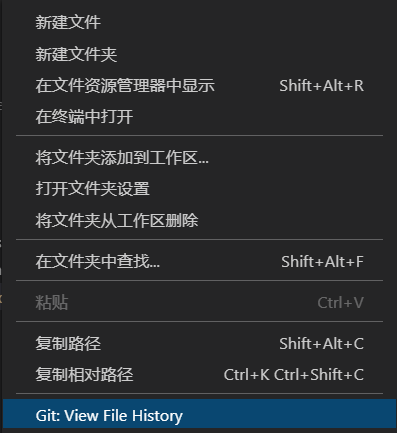 新建文件
新建文件夹
在文件资源管理器中显示 Shift+Alt+R
在终端中打开
将文件夹添加到工作区...
打开文件夹设置
将文件夹从工作区删除
在文件夹中查找... Shift+Alt+F
粘贴 Ctrl+V
复制路径 Shift+Alt+C
复制相对路径 Ctrl+K Ctrl+Shift+C
Git: View File History